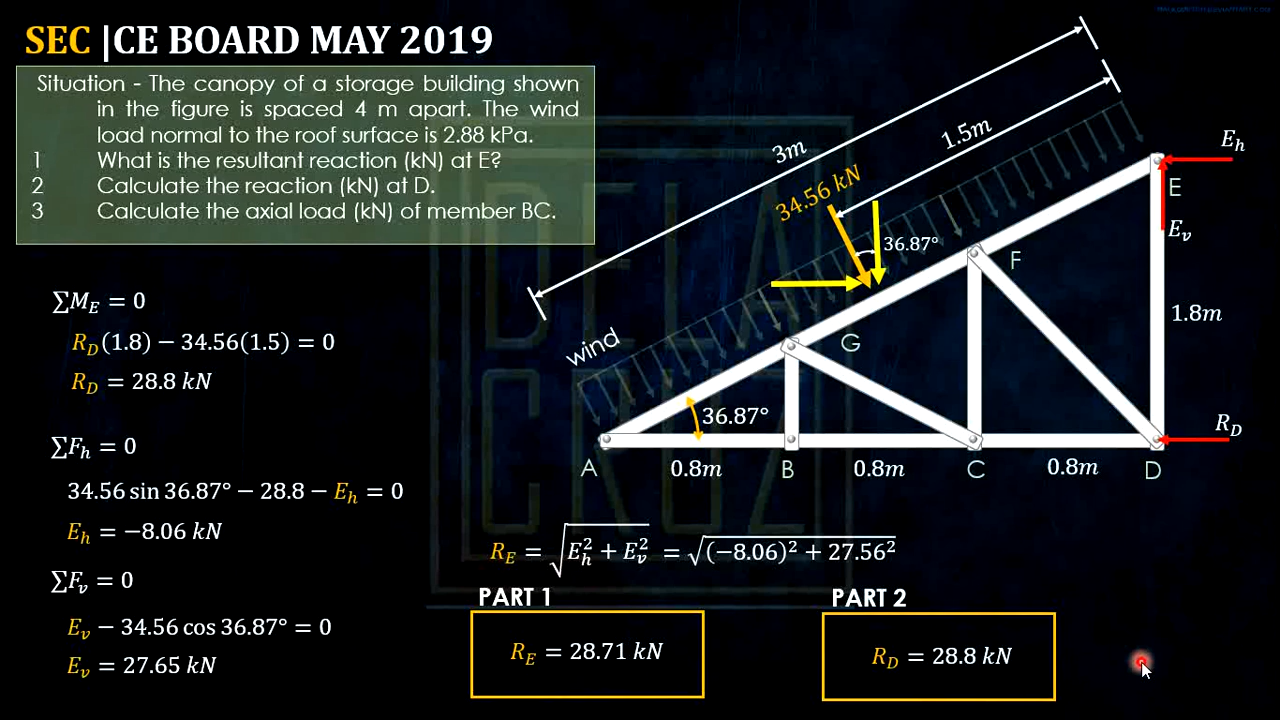 SEC |CE BOARD MAY 2019
Situation - The canopy of a storage building shown
in the figure is spaced 4 m apart. The wind
load normal to the roof surface is 2.88 kPa.
1 What is the resultant reaction (kN) at E?
2 Calculate the reaction (kN) at D.
3 Calculate the axial load (kN) of member BC.
∑M_E = 0
R_D(1.8) − 34.56(1.5) = 0
R_D = 28.8 kN
∑F_h = 0
34.56 sin 36.87° − 28.8 − E_h = 0
E_h = −8.06 kN
∑F_v = 0
E_v − 34.56 cos 36.87° = 0
E_v = 27.65 kN
3m
1.5m
34.56 kN
36.87°
wind
36.87°
E_h
E
E_v
F
G
1.8m
R_D
A 0.8m B 0.8m C 0.8m D
R_E = √(E_h² + E_v²) = √((−8.06)² + 27.56²)
PART 1
R_E = 28.71 kN
PART 2
R_D = 28.8 kN
DELA
CRUZ